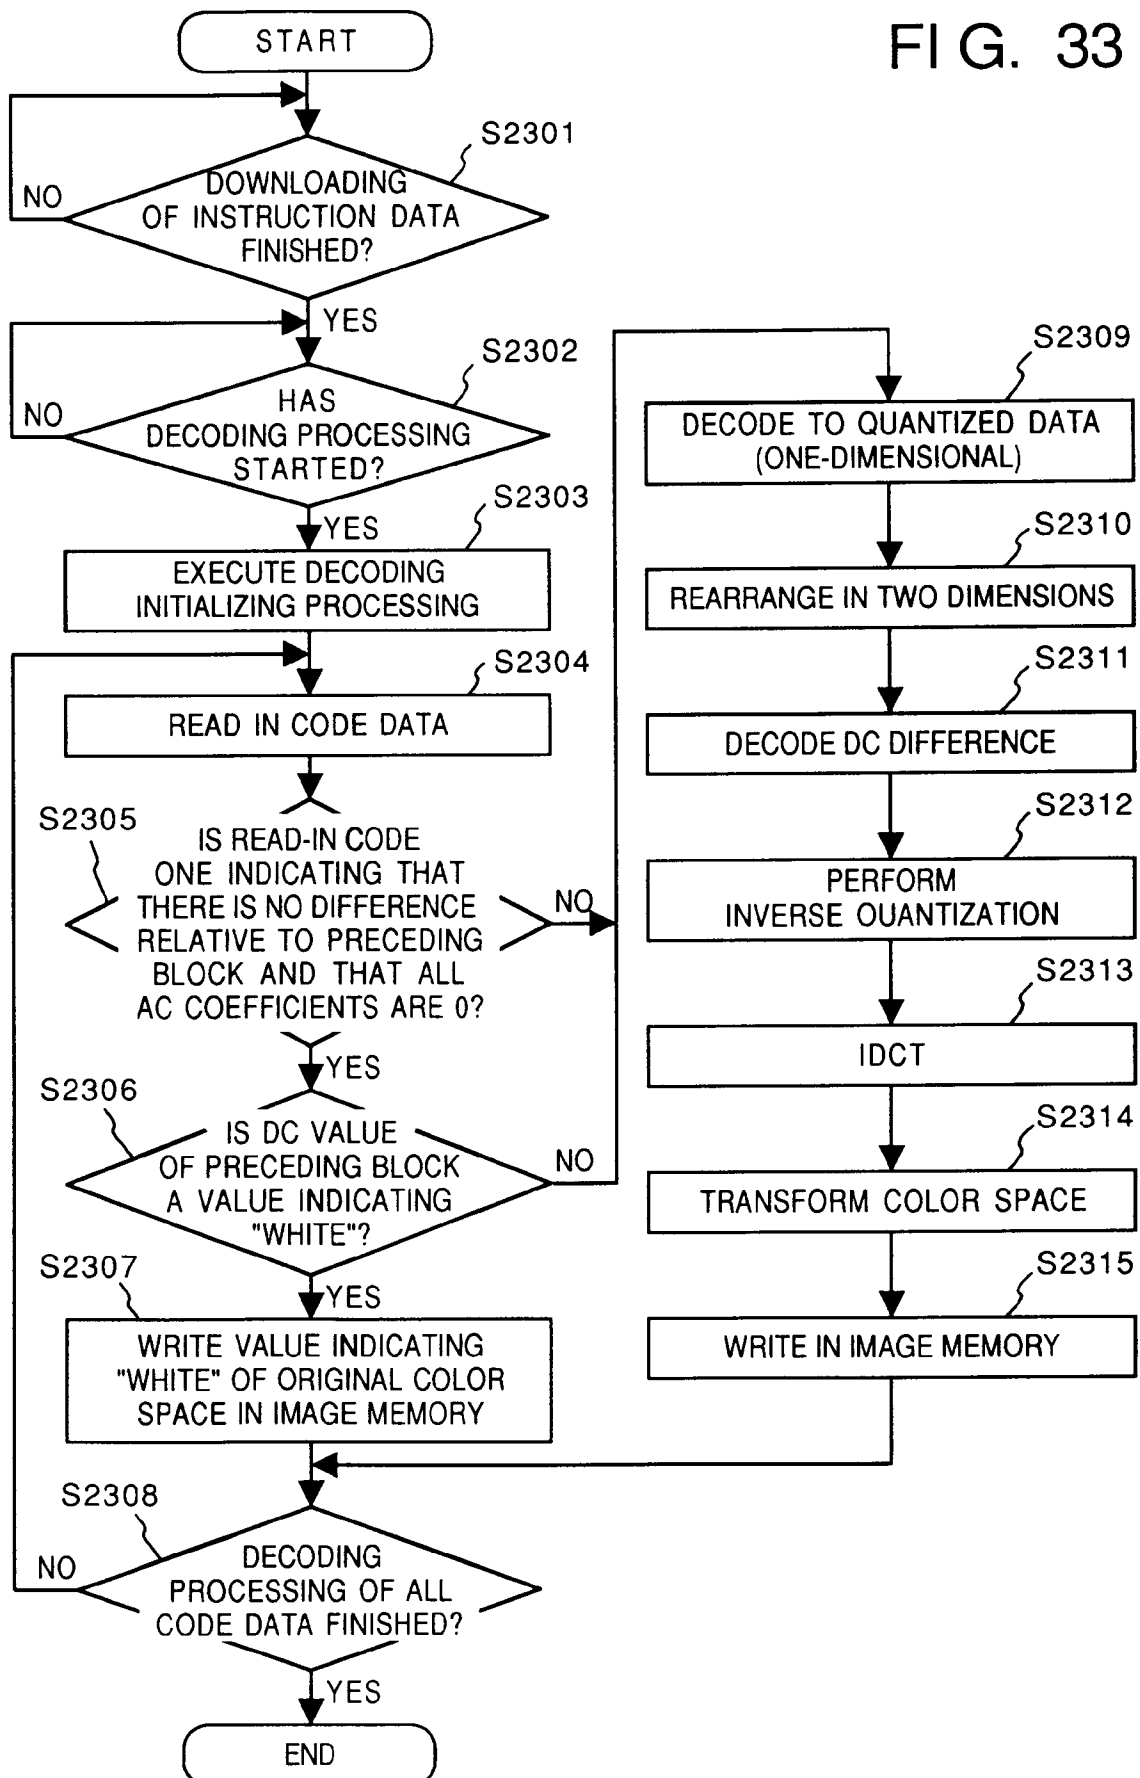 FIG. 33
START
S2301
DOWNLOADING
OF INSTRUCTION DATA
FINISHED?
NO
YES
S2302
HAS
DECODING PROCESSING
STARTED?
NO
YES
S2303
EXECUTE DECODING
INITIALIZING PROCESSING
S2304
READ IN CODE DATA
S2305
IS READ-IN CODE
ONE INDICATING THAT
THERE IS NO DIFFERENCE
RELATIVE TO PRECEDING
BLOCK AND THAT ALL
AC COEFFICIENTS ARE 0?
NO
YES
S2306
IS DC VALUE
OF PRECEDING BLOCK
A VALUE INDICATING
"WHITE"?
NO
YES
S2307
WRITE VALUE INDICATING
"WHITE" OF ORIGINAL COLOR
SPACE IN IMAGE MEMORY
S2308
DECODING
PROCESSING OF ALL
CODE DATA FINISHED?
NO
YES
END
S2309
DECODE TO QUANTIZED DATA
(ONE-DIMENSIONAL)
S2310
REARRANGE IN TWO DIMENSIONS
S2311
DECODE DC DIFFERENCE
S2312
PERFORM
INVERSE QUANTIZATION
S2313
IDCT
S2314
TRANSFORM COLOR SPACE
S2315
WRITE IN IMAGE MEMORY